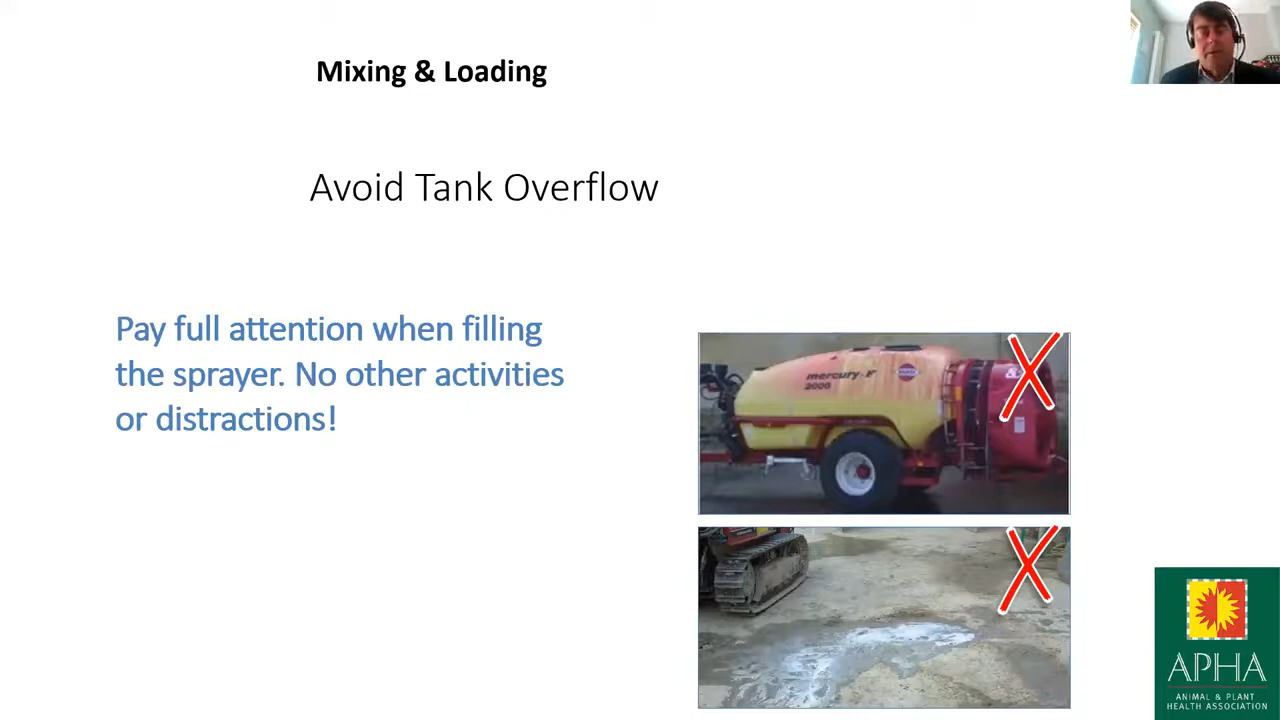 Mixing & Loading
Avoid Tank Overflow
Pay full attention when filling
the sprayer. No other activities
or distractions!
mercury-F
2000
APHA
ANIMAL & PLANT
HEALTH ASSOCIATION